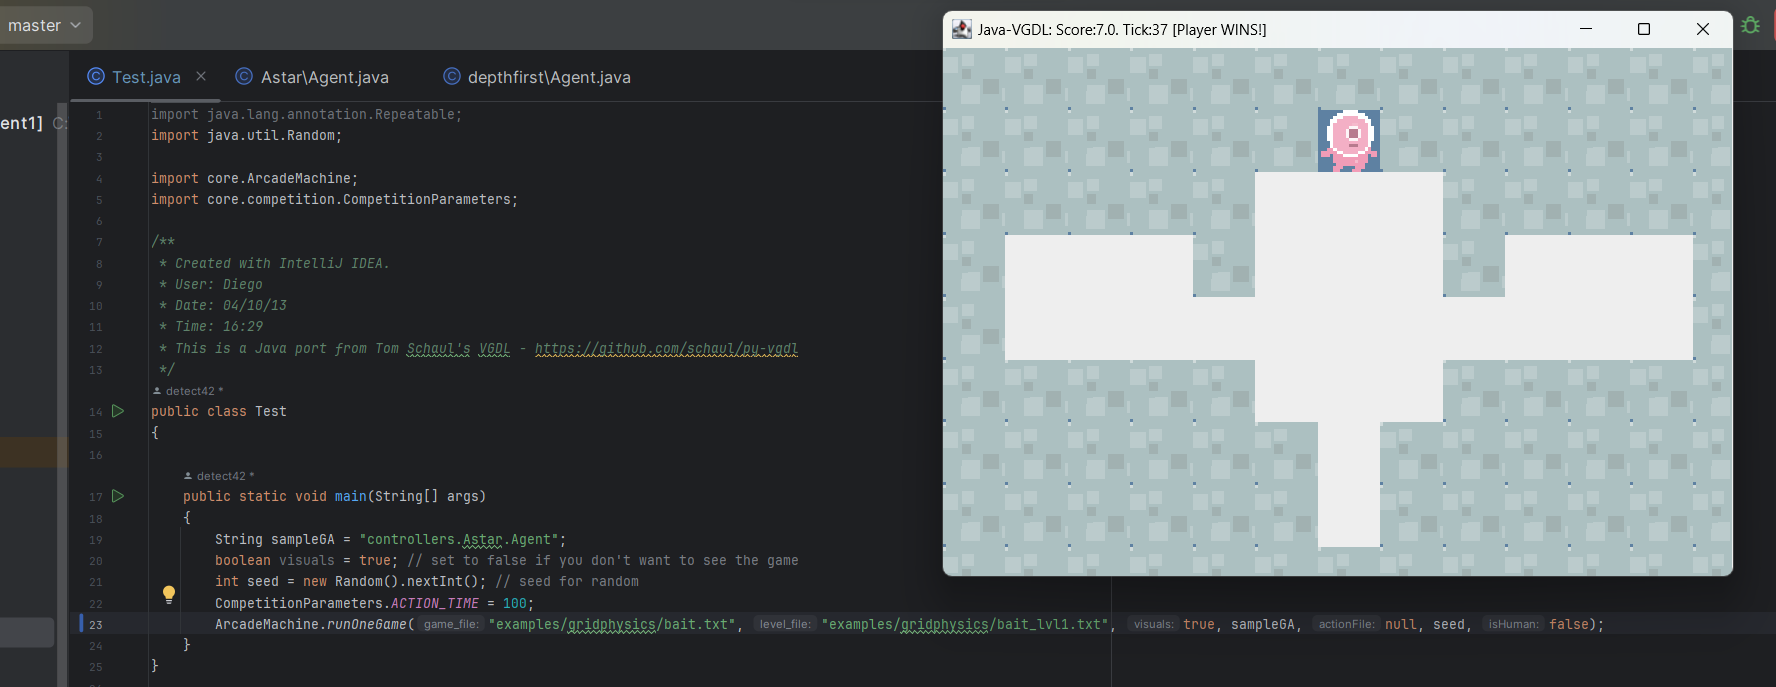 master
Java-VGDL: Score:7.0. Tick:37 [Player WINS!]
Test.java
Astar\Agent.java
depthfirst\Agent.java
ent1] C:
1 import java.lang.annotation.Repeatable;
2 import java.util.Random;
3
4 import core.ArcadeMachine;
5 import core.competition.CompetitionParameters;
6
7 /**
8 * Created with IntelliJ IDEA.
9 * User: Diego
10 * Date: 04/10/13
11 * Time: 16:29
12 * This is a Java port from Tom Schaul's VGDL - https://github.com/schaul/py-vgdl
13 */
detect42 *
14 public class Test
15 {
16
detect42 *
17 public static void main(String[] args)
18 {
19 String sampleGA = "controllers.Astar.Agent";
20 boolean visuals = true; // set to false if you don't want to see the game
21 int seed = new Random().nextInt(); // seed for random
22 CompetitionParameters.ACTION_TIME = 100;
23 ArcadeMachine.runOneGame( game_file: "examples/gridphysics/bait.txt", level_file: "examples/gridphysics/bait_lvl1.txt", visuals: true, sampleGA, actionFile: null, seed, isHuman: false);
24 }
25 }